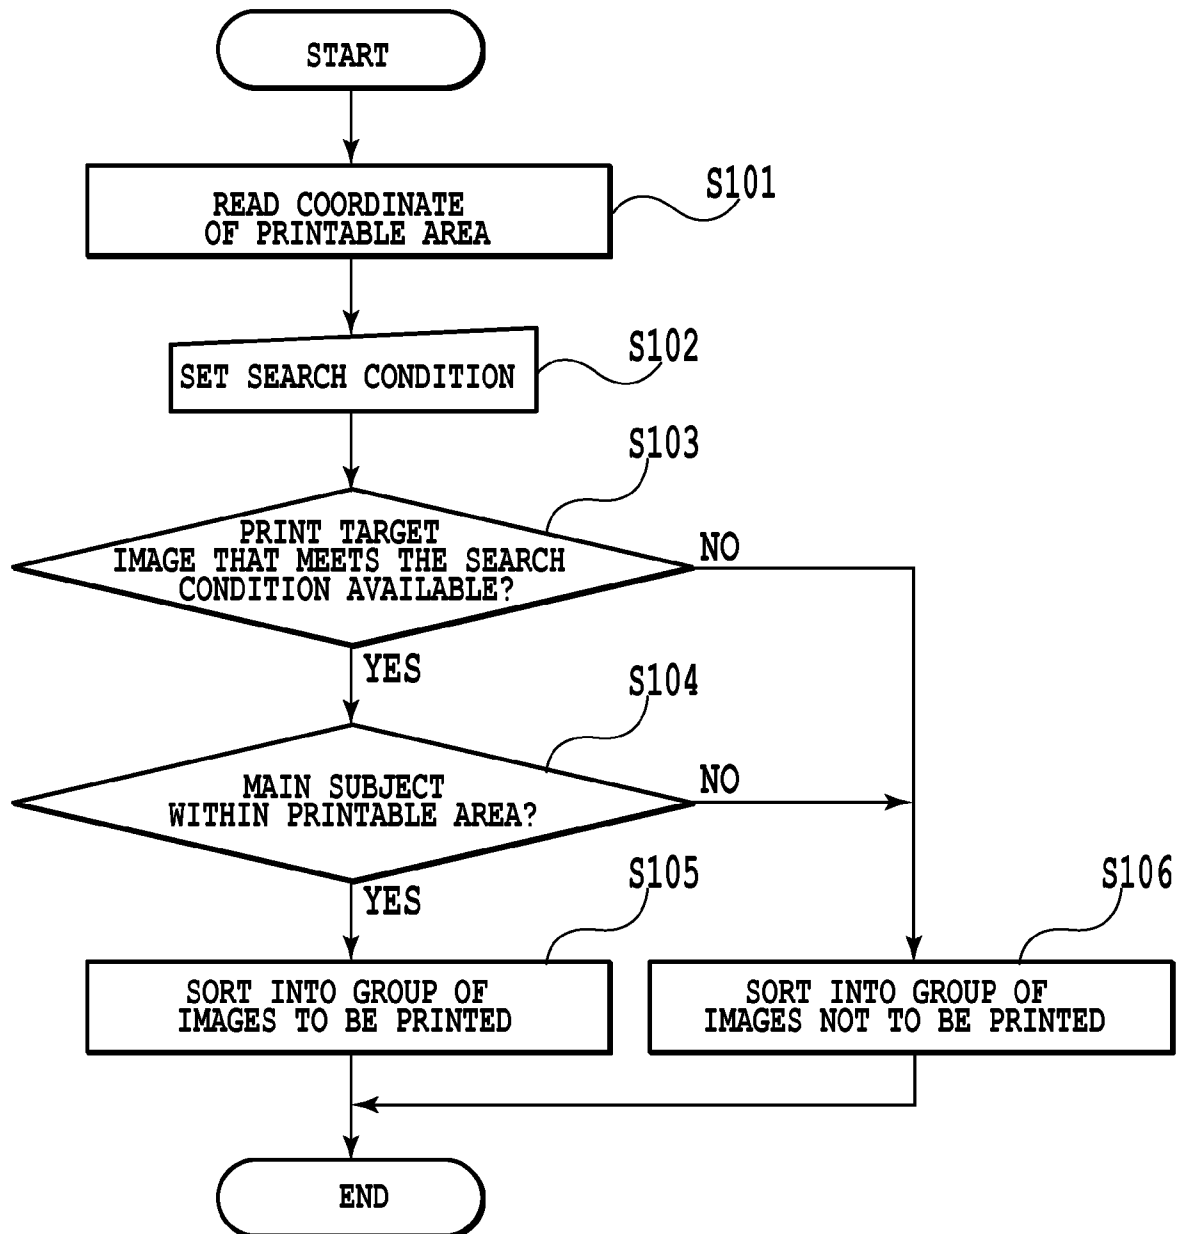 START
READ COORDINATE
OF PRINTABLE AREA
S101
SET SEARCH CONDITION
S102
S103
PRINT TARGET
IMAGE THAT MEETS THE SEARCH
CONDITION AVAILABLE?
NO
YES
S104
MAIN SUBJECT
WITHIN PRINTABLE AREA?
NO
YES
S105
SORT INTO GROUP OF
IMAGES TO BE PRINTED
S106
SORT INTO GROUP OF
IMAGES NOT TO BE PRINTED
END